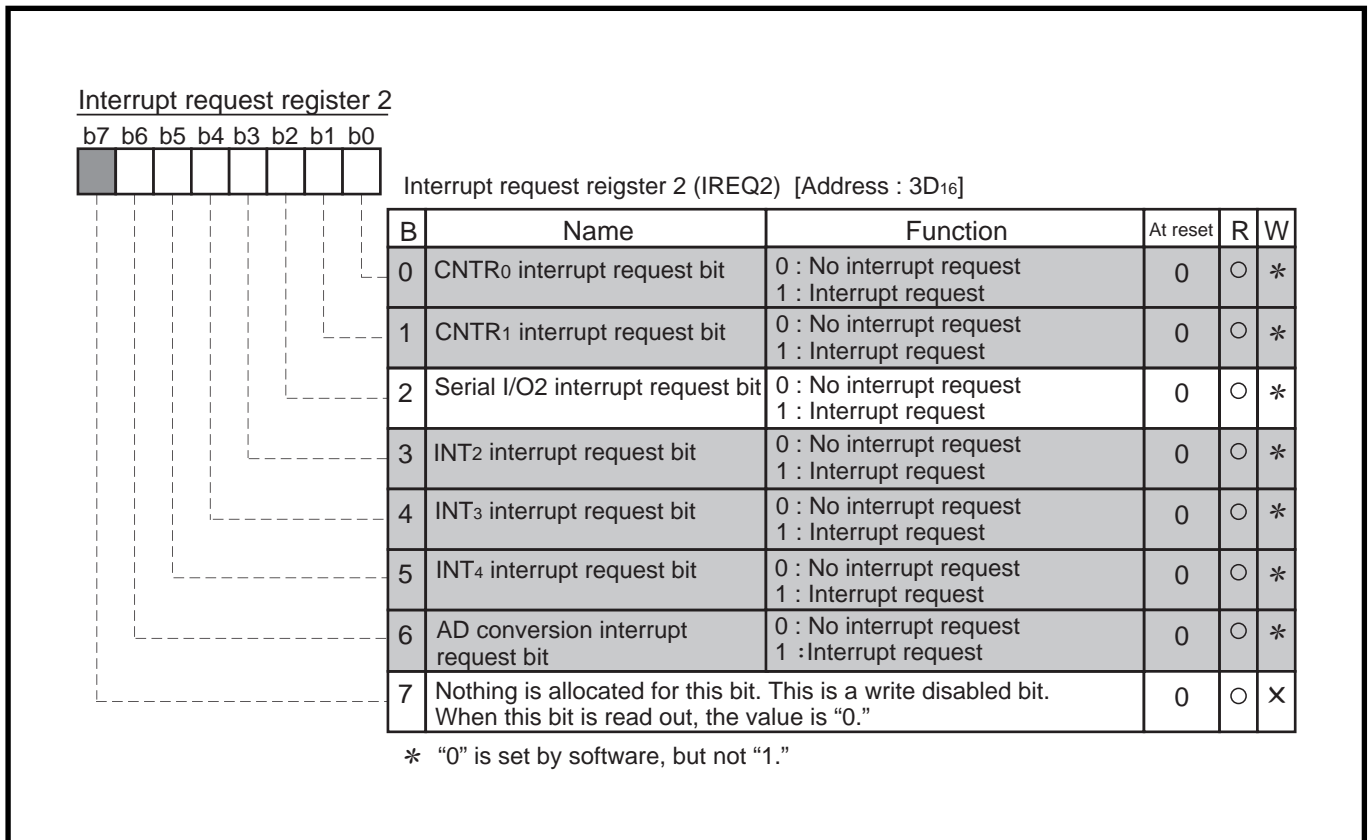 Interrupt request register 2
b7 b6 b5 b4 b3 b2 b1 b0
Interrupt request reigster 2 (IREQ2) [Address : 3D16]
B Name Function At reset R W
0 CNTR0 interrupt request bit 0 : No interrupt request 0 ○ *
1 : Interrupt request
1 CNTR1 interrupt request bit 0 : No interrupt request 0 ○ *
1 : Interrupt request
2 Serial I/O2 interrupt request bit 0 : No interrupt request 0 ○ *
1 : Interrupt request
3 INT2 interrupt request bit 0 : No interrupt request 0 ○ *
1 : Interrupt request
4 INT3 interrupt request bit 0 : No interrupt request 0 ○ *
1 : Interrupt request
5 INT4 interrupt request bit 0 : No interrupt request 0 ○ *
1 : Interrupt request
6 AD conversion interrupt 0 : No interrupt request 0 ○ *
request bit 1 :Interrupt request
7 Nothing is allocated for this bit. This is a write disabled bit. 0 ○ ×
When this bit is read out, the value is “0.”
* “0” is set by software, but not “1.”